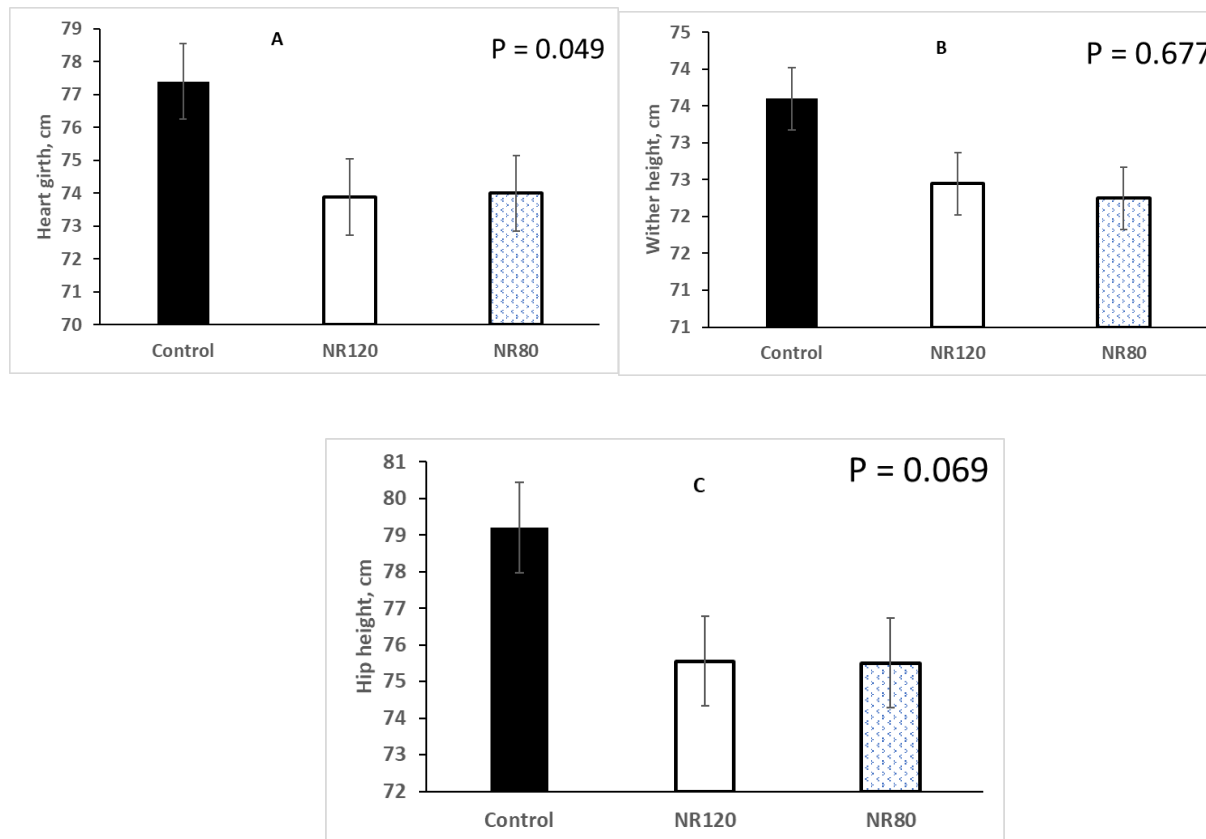 A
P = 0.049
Heart girth, cm
79
78
77
76
75
74
73
72
71
70
Control NR120 NR80
B
P = 0.677
Wither height, cm
75
74
74
73
73
72
72
71
71
Control NR120 NR80
C
P = 0.069
Hip height, cm
81
80
79
78
77
76
75
74
73
72
Control NR120 NR80